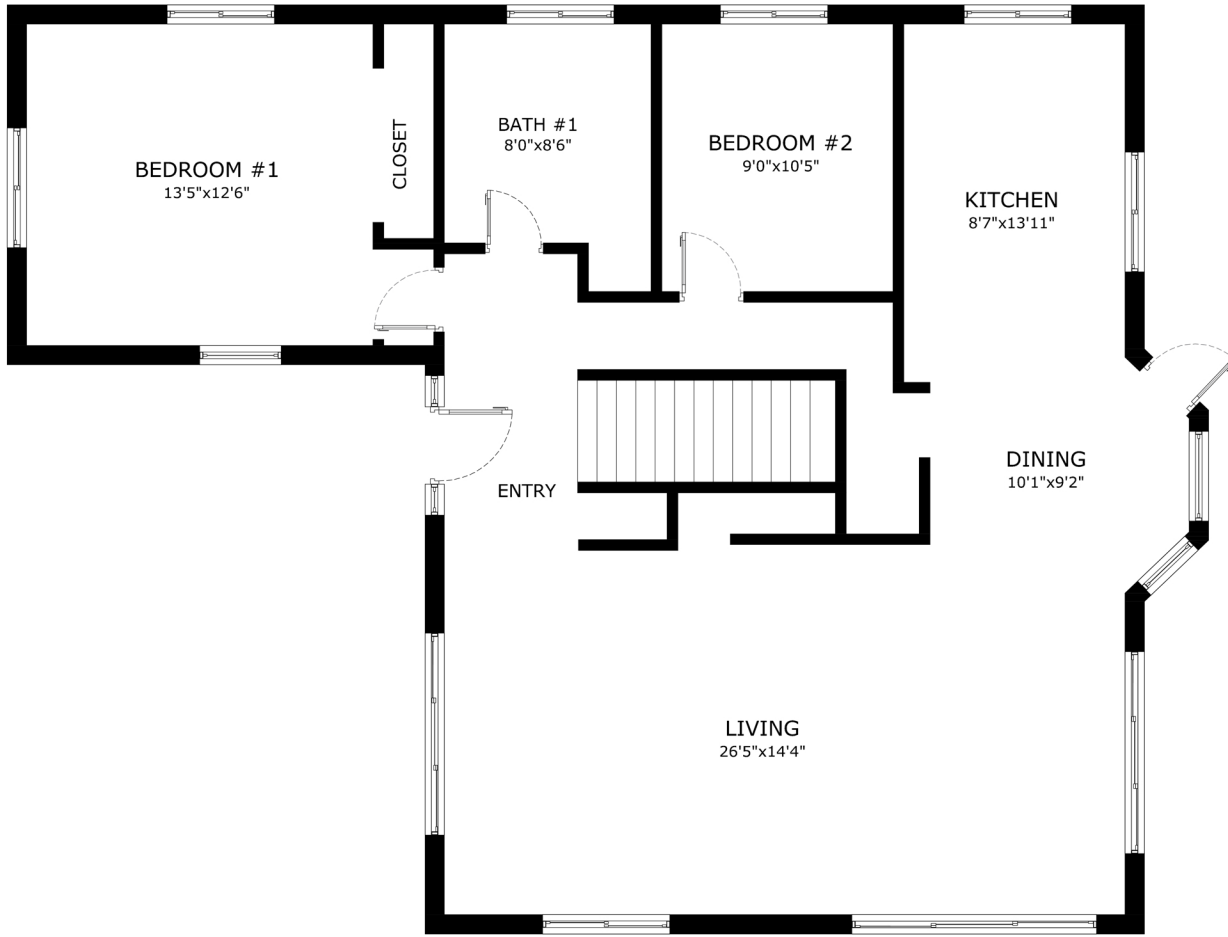 BEDROOM #1
13'5"x12'6"
CLOSET
BATH #1
8'0"x8'6"
BEDROOM #2
9'0"x10'5"
KITCHEN
8'7"x13'11"
ENTRY
DINING
10'1"x9'2"
LIVING
26'5"x14'4"